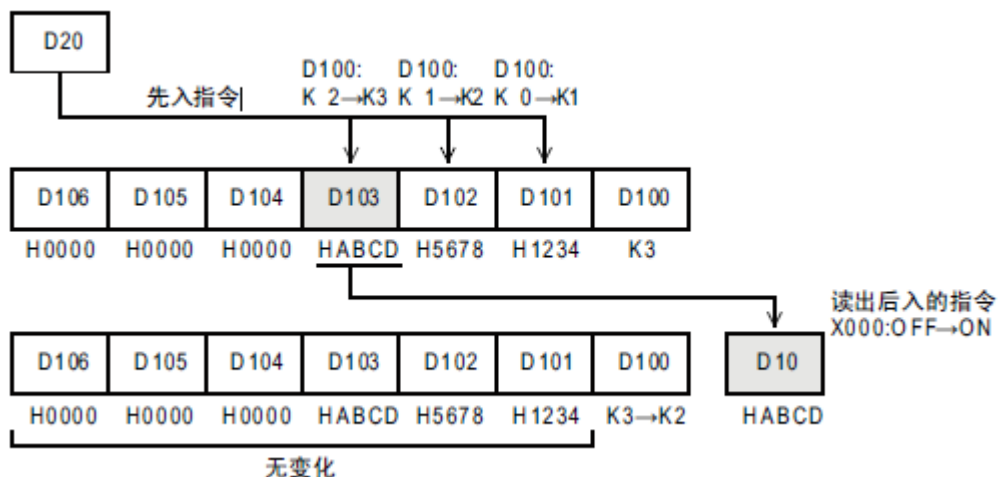 D20
D100: D100: D100:
先入指令 K 2→K3 K 1→K2 K 0→K1
D106 D105 D104 D103 D102 D101 D100
H0000 H0000 H0000 HABCD H5678 H1234 K3
读出后入的指令
X000:OFF→ON
D106 D105 D104 D103 D102 D101 D100 D10
H0000 H0000 H0000 HABCD H5678 H1234 K3→K2 HABCD
无变化